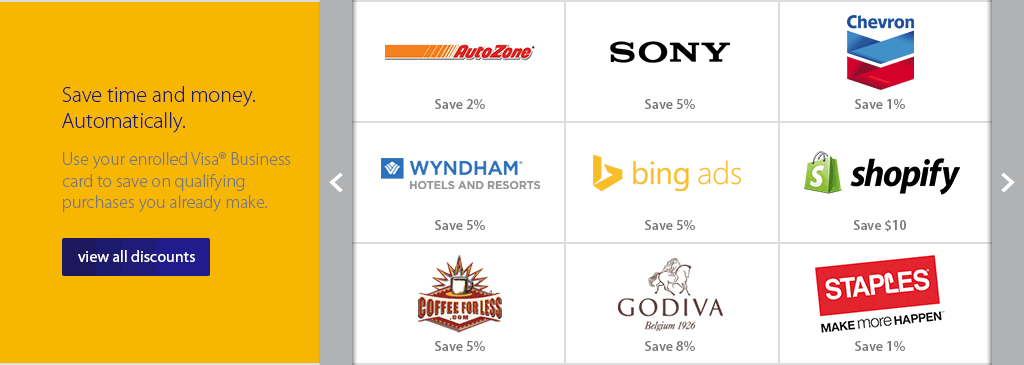 Save time and money.
Automatically.
Use your enrolled Visa® Business
card to save on qualifying
purchases you already make.
view all discounts
AutoZone
Save 2%
SONY
Save 5%
Chevron
Save 1%
WYNDHAM®
HOTELS AND RESORTS
Save 5%
bing ads
Save 5%
S shopify
Save $10
COFFEE FOR LESS
.COM
Save 5%
GODIVA
Belgium 1926
Save 8%
STAPLES
MAKE more HAPPEN™
Save 1%